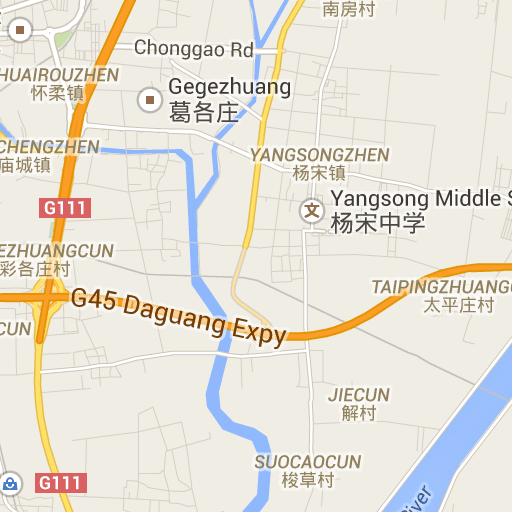 南房村
Chonggao Rd
HUAIROUZHEN
怀柔镇
Gegezhuang
葛各庄
CHENGZHEN
庙城镇
YANGSONGZHEN
杨宋镇
G111
Yangsong Middle S
文
杨宋中学
EZHUANGCUN
彩各庄村
TAIPINGZHUANGC
太平庄村
G45 Daguang Expy
CUN
JIECUN
解村
SUOCAOCUN
梭草村
G111
River